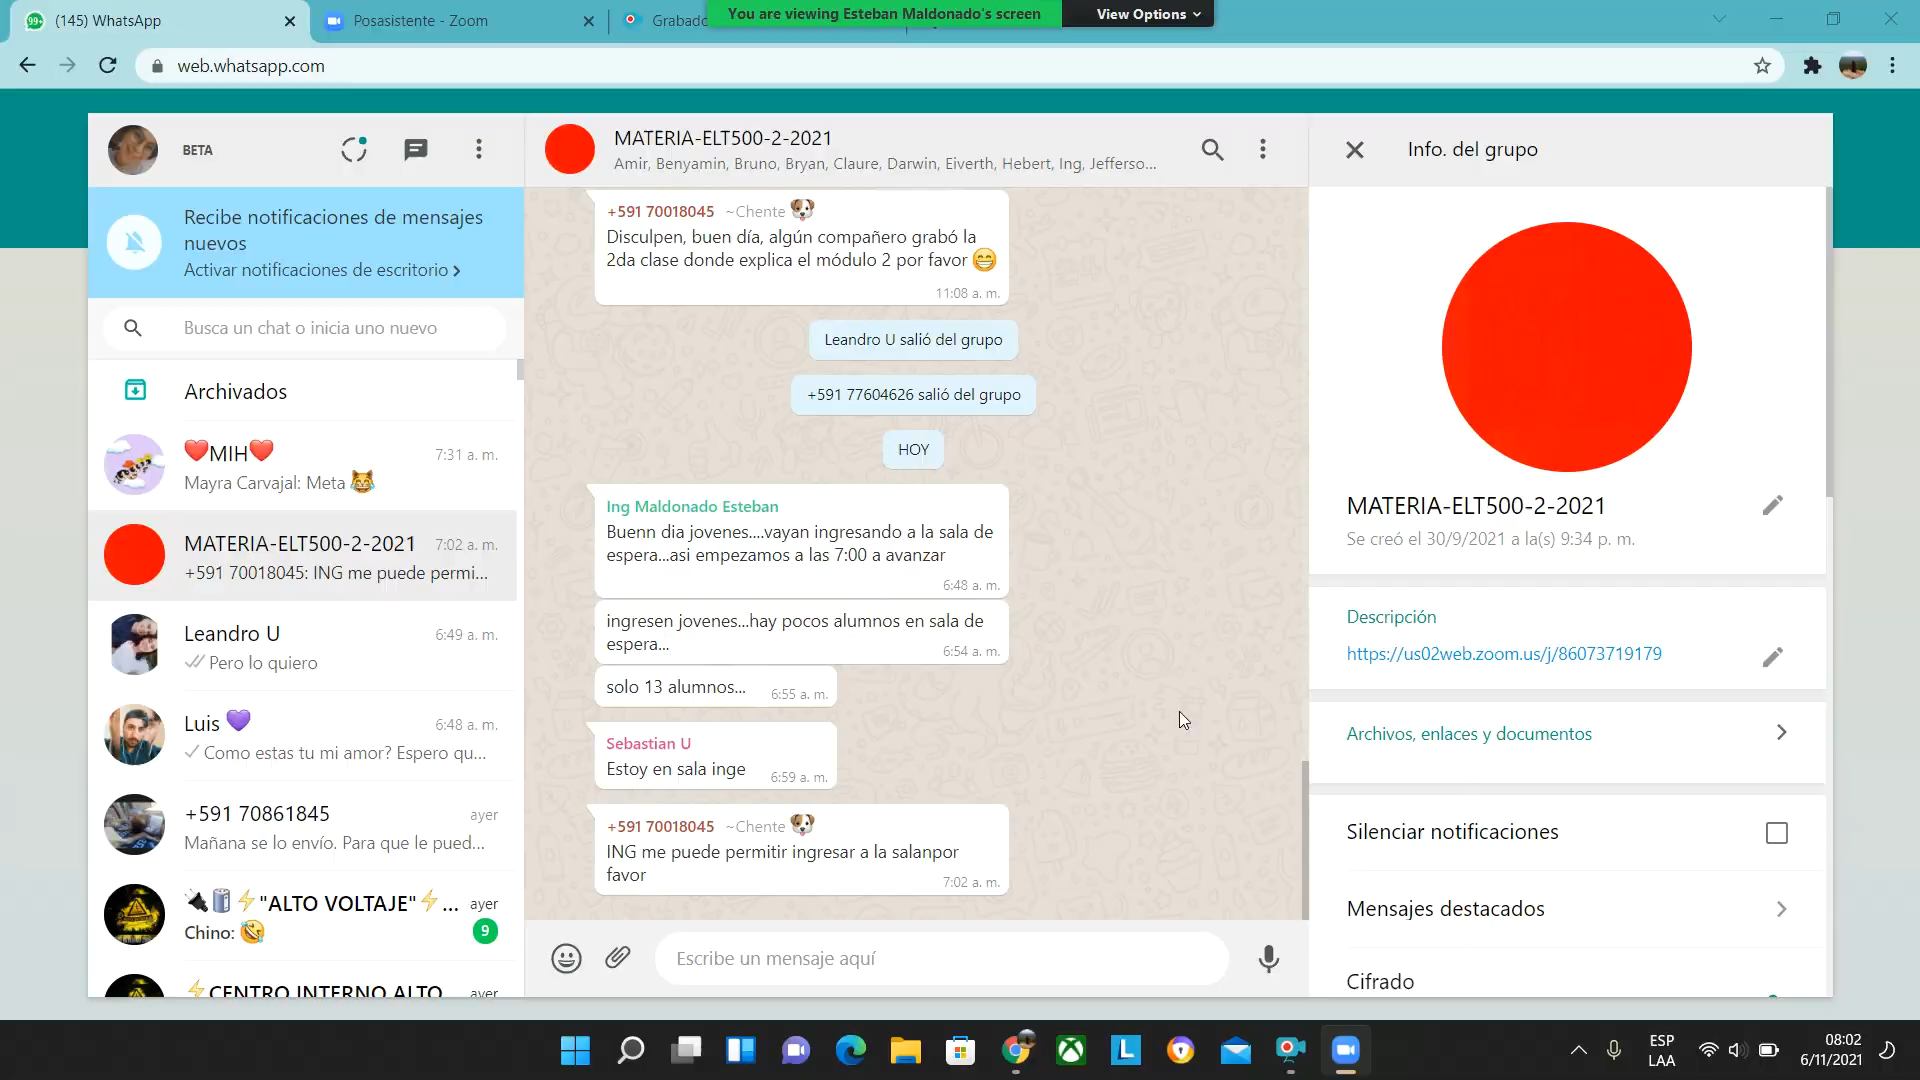 (145) WhatsApp
Posasistente - Zoom
You are viewing Esteban Maldonado's screen
View Options
web.whatsapp.com
BETA
Recibe notificaciones de mensajes
nuevos
Activar notificaciones de escritorio
Busca un chat o inicia uno nuevo
Archivados
❤️MIH❤️
7:31 a. m.
Mayra Carvajal: Meta 😹
MATERIA-ELT500-2-2021
7:02 a. m.
+591 70018045: ING me puede permi...
Leandro U
6:49 a. m.
Pero lo quiero
Luis 💜
6:48 a. m.
Como estas tu mi amor? Espero qu...
+591 70861845
ayer
Mañana se lo envío. Para que le pued...
"ALTO VOLTAJE"⚡...
ayer
Chino: 🤣
9
⚡CENTRO INTERNO ALTO
ayer
MATERIA-ELT500-2-2021
Amir, Benyamin, Bruno, Bryan, Claure, Darwin, Eiverth, Hebert, Ing, Jefferso...
+591 70018045 ~Chente 🐶
Disculpen, buen día, algún compañero grabó la
2da clase donde explica el módulo 2 por favor 😁
11:08 a. m.
Leandro U salió del grupo
+591 77604626 salió del grupo
HOY
Ing Maldonado Esteban
Buenn dia jovenes....vayan ingresando a la sala de
espera...asi empezamos a las 7:00 a avanzar
6:48 a. m.
ingresen jovenes...hay pocos alumnos en sala de
espera...
6:54 a. m.
solo 13 alumnos...
6:55 a. m.
Sebastian U
Estoy en sala inge
6:59 a. m.
+591 70018045 ~Chente 🐶
ING me puede permitir ingresar a la salanpor
favor
7:02 a. m.
Escribe un mensaje aquí
Info. del grupo
MATERIA-ELT500-2-2021
Se creó el 30/9/2021 a la(s) 9:34 p. m.
Descripción
https://us02web.zoom.us/j/86073719179
Archivos, enlaces y documentos
Silenciar notificaciones
Mensajes destacados
Cifrado
ESP
LAA
08:02
6/11/2021